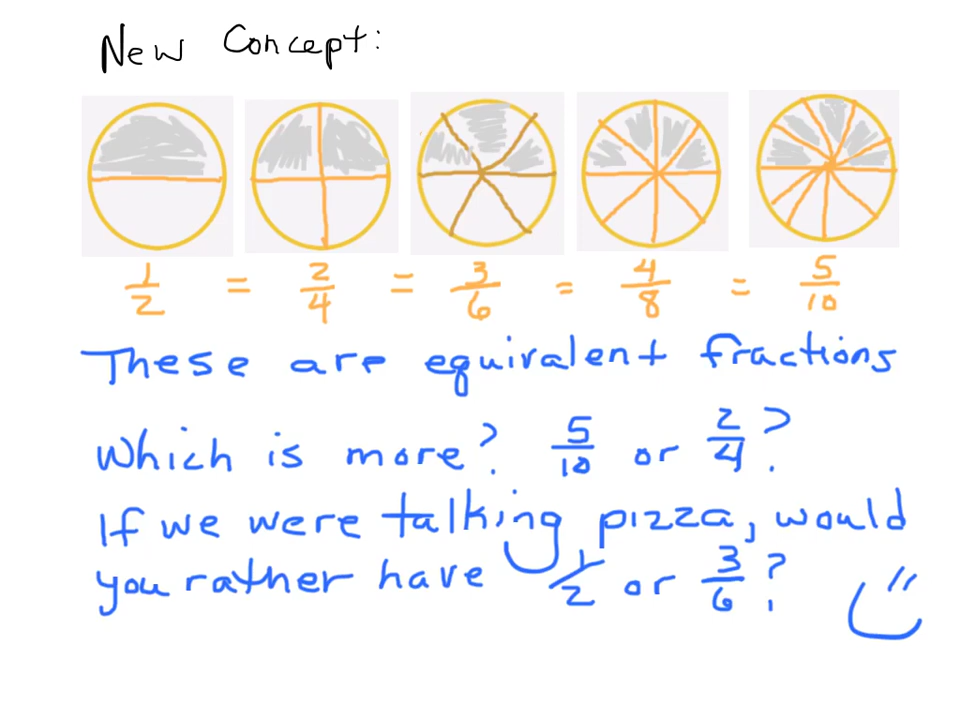 New Concept:
1/2 = 2/4 = 3/6 = 4/8 = 5/10
These are equivalent fractions
Which is more? 5/10 or 2/4?
If we were talking pizza, would
you rather have 1/2 or 3/6?